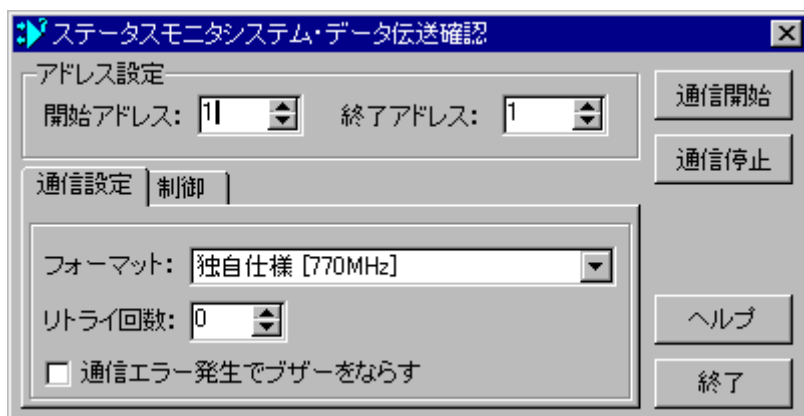 ステータスモニタシステム・データ伝送確認
アドレス設定
開始アドレス: 1 終了アドレス: 1
通信開始
通信停止
通信設定 制御
フォーマット: 独自仕様 [770MHz]
リトライ回数: 0
通信エラー発生でブザーをならす
ヘルプ
終了